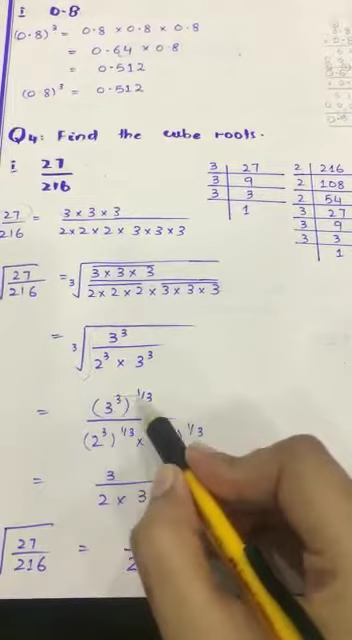 i 0.8
(0.8)³ = 0.8 × 0.8 × 0.8
= 0.64 × 0.8
= 0.512
(0.8)³ = 0.512
Q4: Find the cube roots.
i 27/216
3 | 27
3 | 9
3 | 3
1
2 | 216
2 | 108
2 | 54
3 | 27
3 | 9
3 | 3
1
27/216 = 3 × 3 × 3 / 2 × 2 × 2 × 3 × 3 × 3
√27/216 = ³√3 × 3 × 3 / 2 × 2 × 2 × 3 × 3 × 3
= ³√3³ / 2³ × 3³
= (3³)^1/3 / (2³)^1/3 × ^1/3
= 3 / 2 × 3
√27/216 =